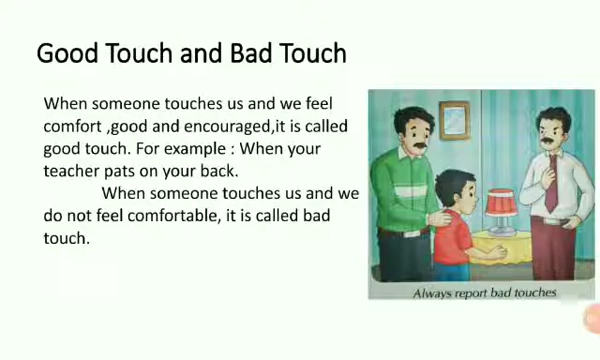 Good Touch and Bad Touch
When someone touches us and we feel
comfort ,good and encouraged,it is called
good touch. For example : When your
teacher pats on your back.
When someone touches us and we
do not feel comfortable, it is called bad
touch.
Always report bad touches